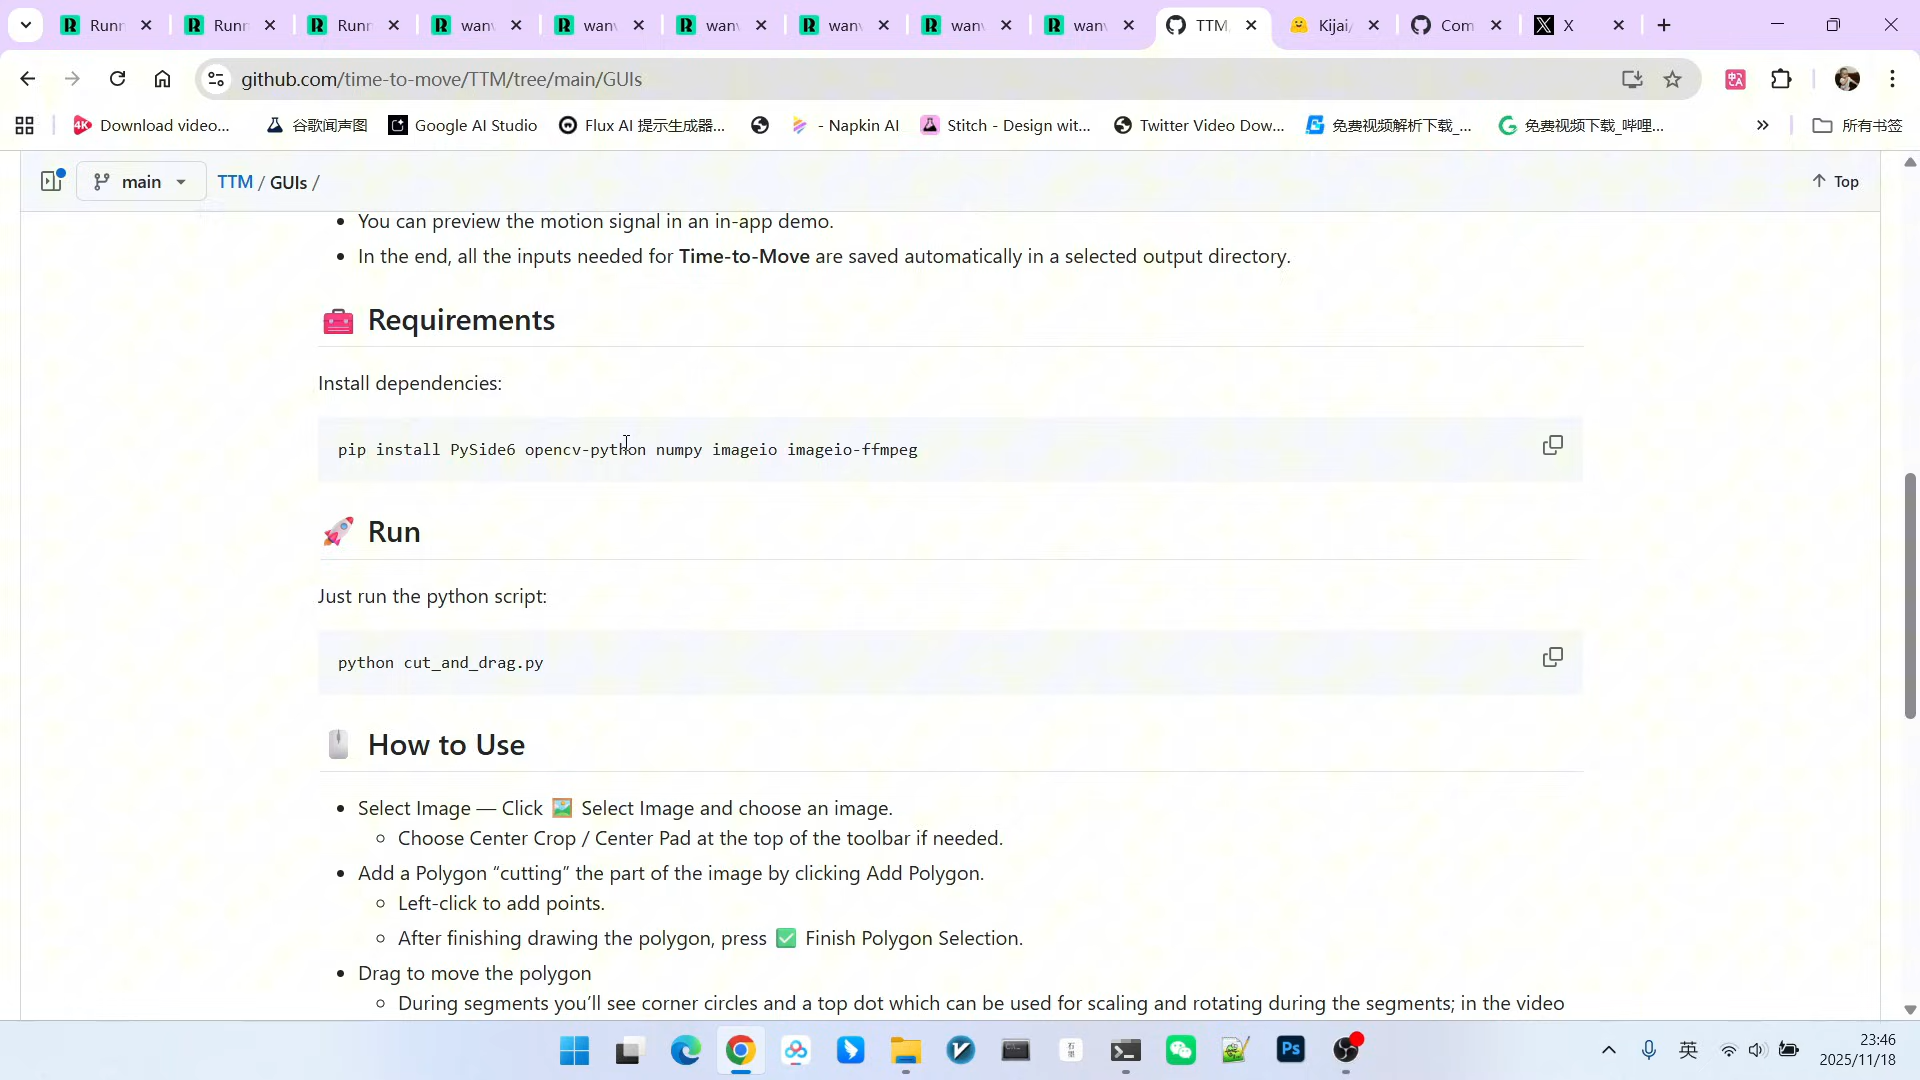 Runn
Runn
Runn
wanv
wanv
wanv
wanv
wanv
wanv
TTM
Kijai/
Com
X
github.com/time-to-move/TTM/tree/main/GUIs
Download video...
谷歌闻声图
Google AI Studio
Flux AI 提示生成器...
- Napkin AI
Stitch - Design wit...
Twitter Video Dow...
免费视频解析下载_...
免费视频下载_哔哩...
所有书签
main
TTM / GUIs /
Top
• You can preview the motion signal in an in-app demo.
• In the end, all the inputs needed for Time-to-Move are saved automatically in a selected output directory.
🧰 Requirements
Install dependencies:
pip install PySide6 opencv-python numpy imageio imageio-ffmpeg
🚀 Run
Just run the python script:
python cut_and_drag.py
🖱️ How to Use
• Select Image — Click 🖼️ Select Image and choose an image.
◦ Choose Center Crop / Center Pad at the top of the toolbar if needed.
• Add a Polygon “cutting” the part of the image by clicking Add Polygon.
◦ Left-click to add points.
◦ After finishing drawing the polygon, press ✅ Finish Polygon Selection.
• Drag to move the polygon
◦ During segments you’ll see corner circles and a top dot which can be used for scaling and rotating during the segments; in the video
英
23:46
2025/11/18